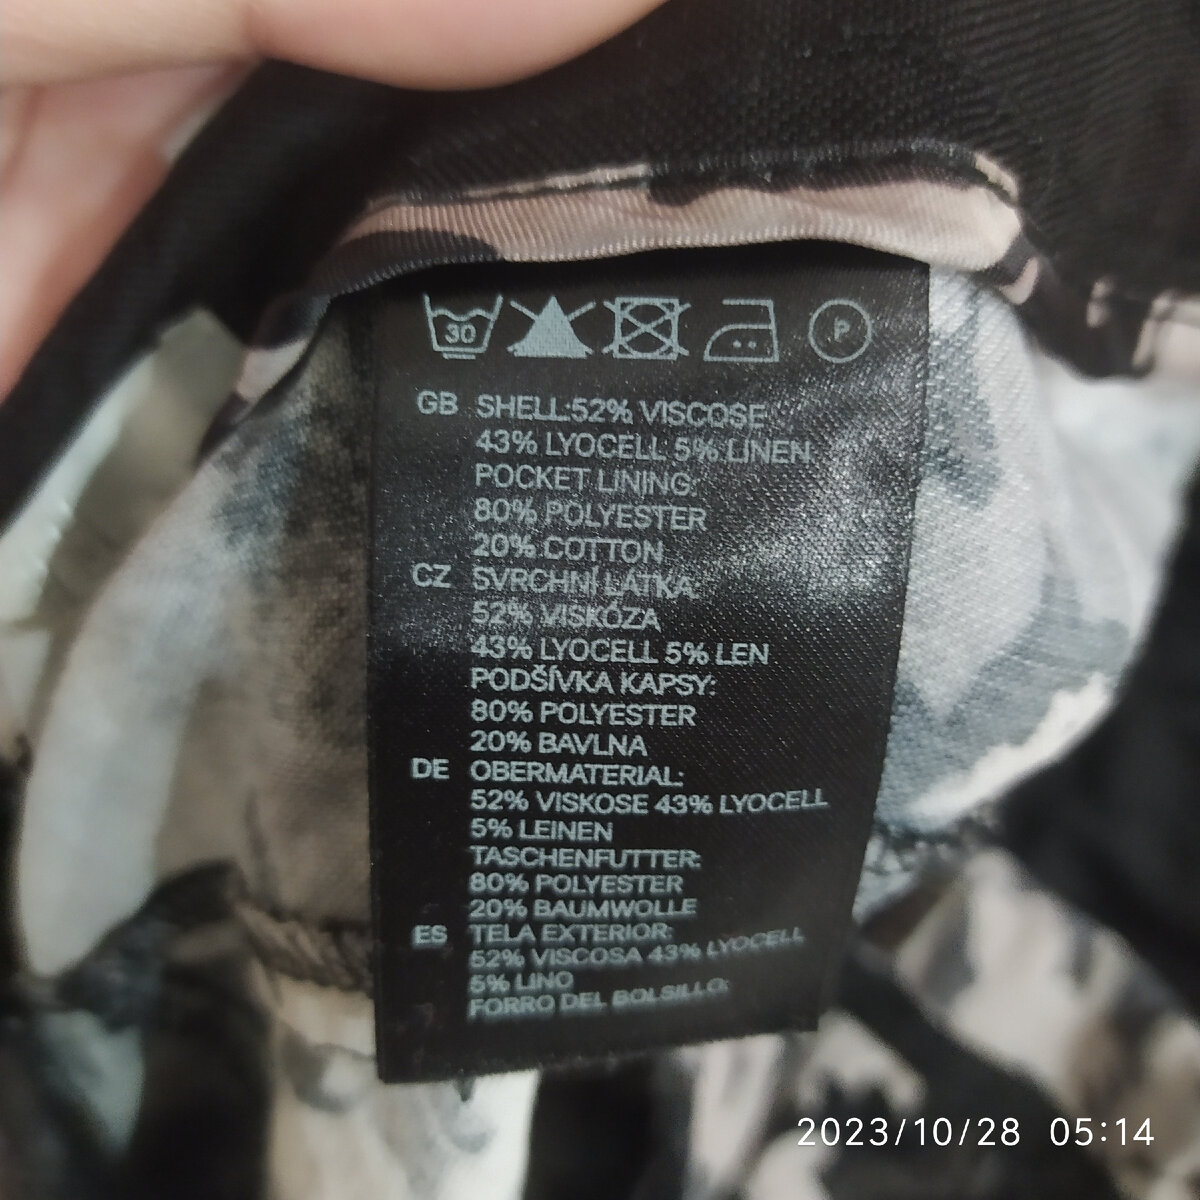 30 P
GB SHELL:52% VISCOSE
43% LYOCELL 5% LINEN
POCKET LINING:
80% POLYESTER
20% COTTON
CZ SVRCHNÍ LÁTKA:
52% VISKÓZA
43% LYOCELL 5% LEN
PODŠÍVKA KAPSY:
80% POLYESTER
20% BAVLNA
DE OBERMATERIAL:
52% VISKOSE 43% LYOCELL
5% LEINEN
TASCHENFUTTER:
80% POLYESTER
20% BAUMWOLLE
ES TELA EXTERIOR:
52% VISCOSA 43% LYOCELL
5% LINO
FORRO DEL BOLSILLO:
2023/10/28 05:14